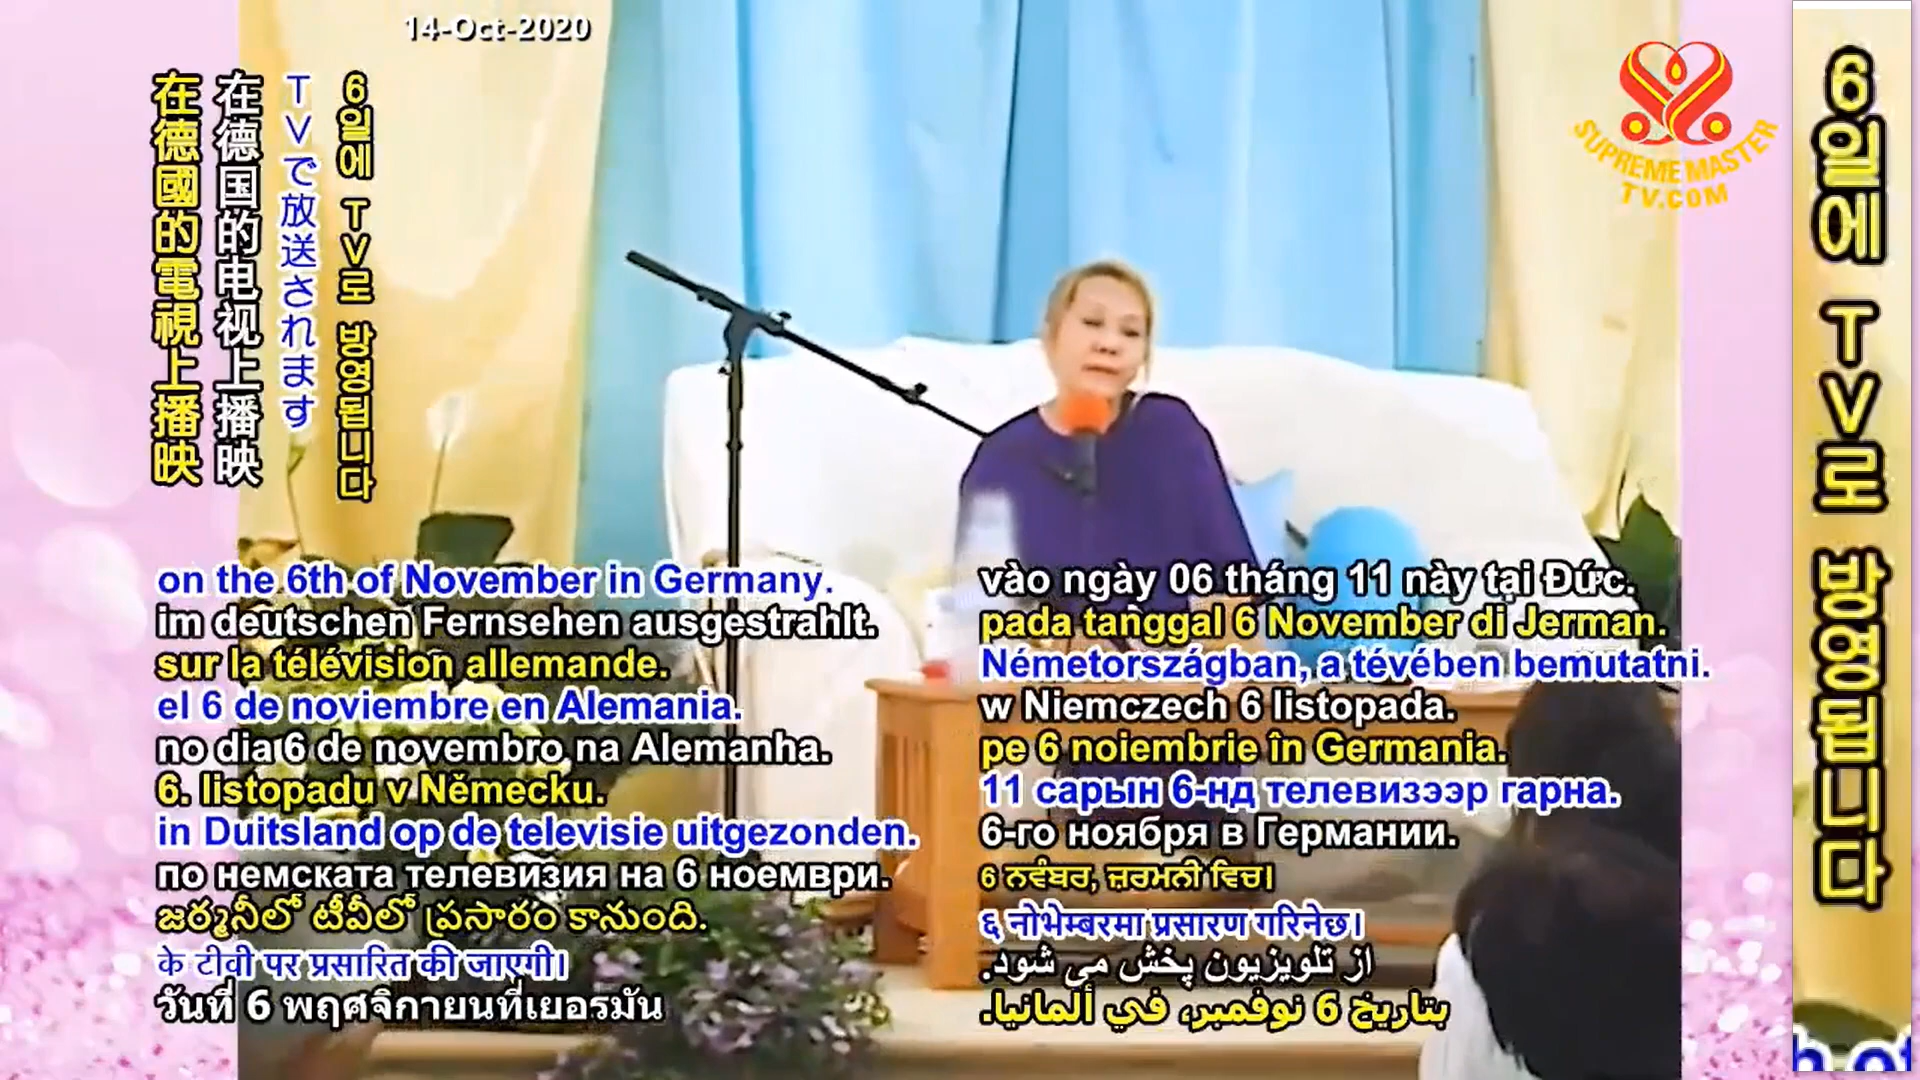 14-Oct-2020
在德國的電視上播映
在德国的电视上播映
TVで放送されます
6일에 TV로 방영됩니다
SUPREME MASTER
TV.COM
6일에 TV로 방영됩니다
on the 6th of November in Germany.
im deutschen Fernsehen ausgestrahlt.
sur la télévision allemande.
el 6 de noviembre en Alemania.
no dia 6 de novembro na Alemanha.
6. listopadu v Německu.
in Duitsland op de televisie uitgezonden.
по немската телевизия на 6 ноември.
జర్మనీలో టీవీలో ప్రసారం కానుంది.
के टीवी पर प्रसारित की जाएगी।
วันที่ 6 พฤศจิกายนที่เยอรมัน
vào ngày 06 tháng 11 này tại Đức.
pada tanggal 6 November di Jerman.
Németországban, a tévében bemutatni.
w Niemczech 6 listopada.
pe 6 noiembrie în Germania.
11 сарын 6-нд телевизээр гарна.
6-го ноября в Германии.
6 ਨਵੰਬਰ, ਜ਼ਰਮਨੀ ਵਿਚ।
६ नोभेम्बरमा प्रसारण गरिनेछ।
از تلویزیون پخش می شود.
بتاريخ 6 نوفمبر، في ألمانيا.